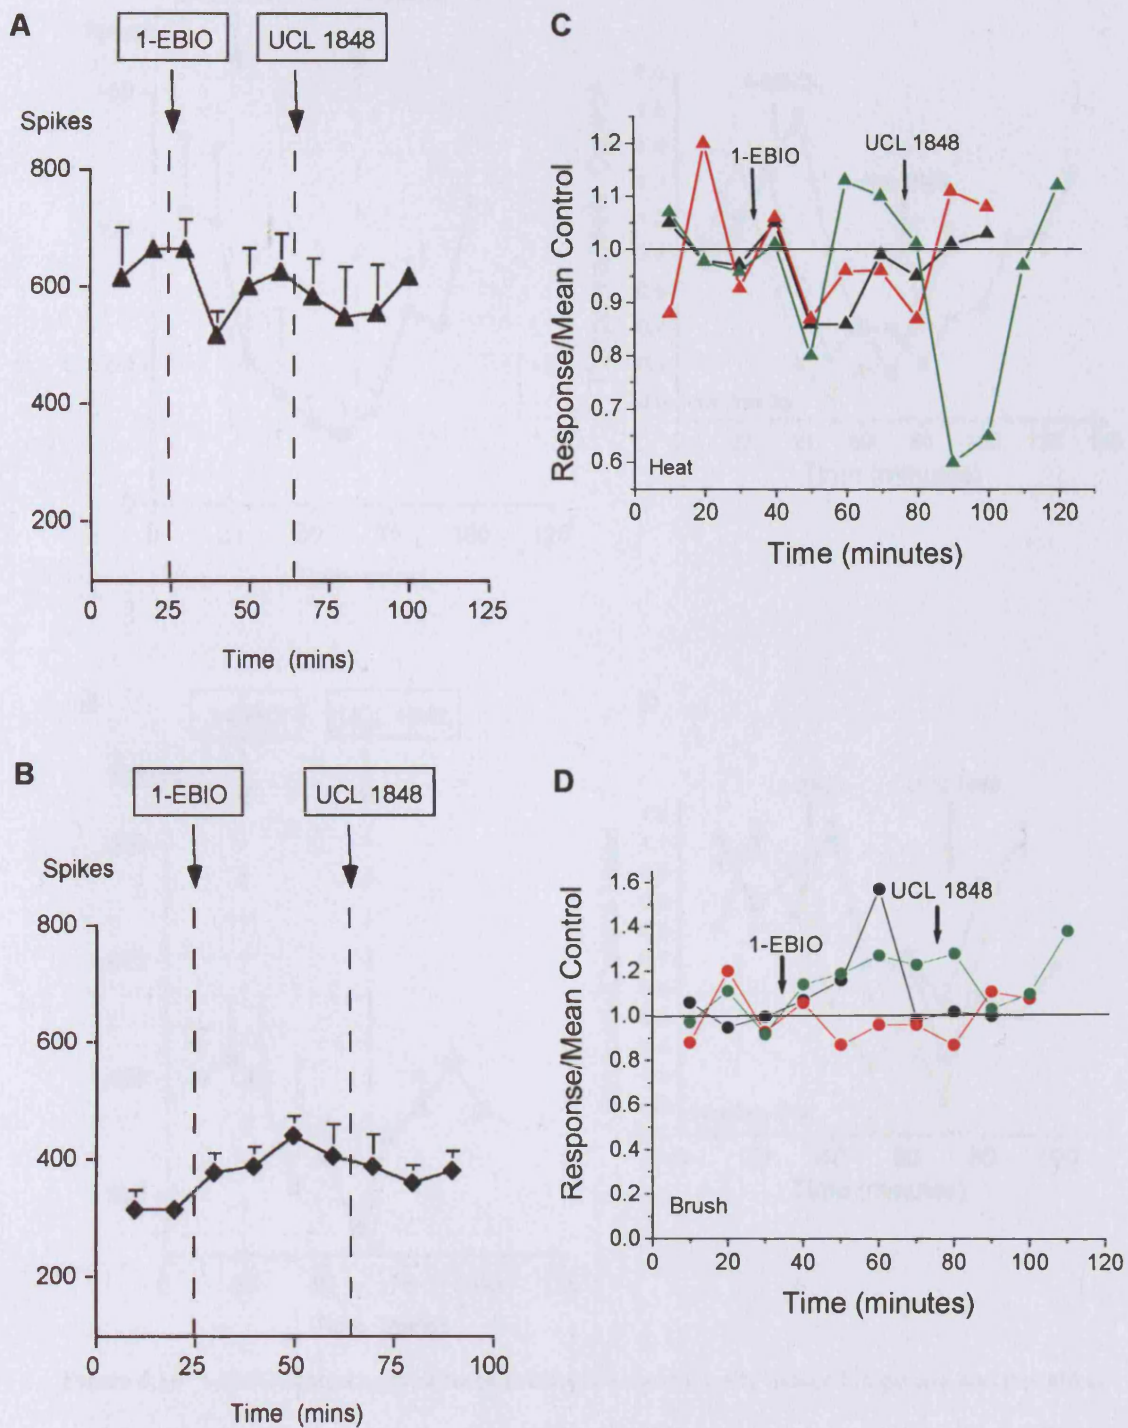 A
1-EBIO
UCL 1848
Spikes
800
600
400
200
0
25
50
75
100
125
Time (mins)
C
1-EBIO
UCL 1848
Response/Mean Control
1.2
1.1
1.0
0.9
0.8
0.7
0.6
Heat
0
20
40
60
80
100
120
Time (minutes)
B
1-EBIO
UCL 1848
Spikes
800
600
400
200
0
25
50
75
100
Time (mins)
D
1-EBIO
UCL 1848
Response/Mean Control
1.6
1.4
1.2
1.0
0.8
0.6
0.4
0.2
0.0
Brush
0
20
40
60
80
100
120
Time (minutes)